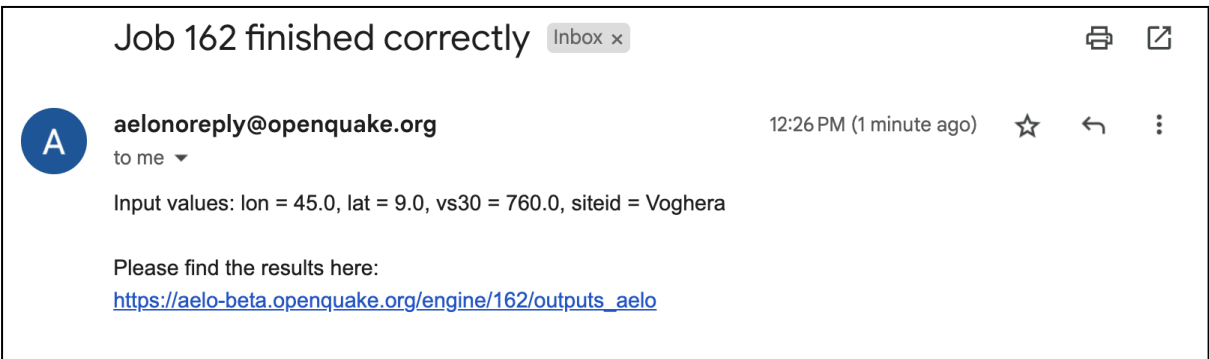 Job 162 finished correctly Inbox x
A
aelonoreply@openquake.org 12:26 PM (1 minute ago)
to me
Input values: lon = 45.0, lat = 9.0, vs30 = 760.0, siteid = Voghera
Please find the results here:
https://aelo-beta.openquake.org/engine/162/outputs_aelo